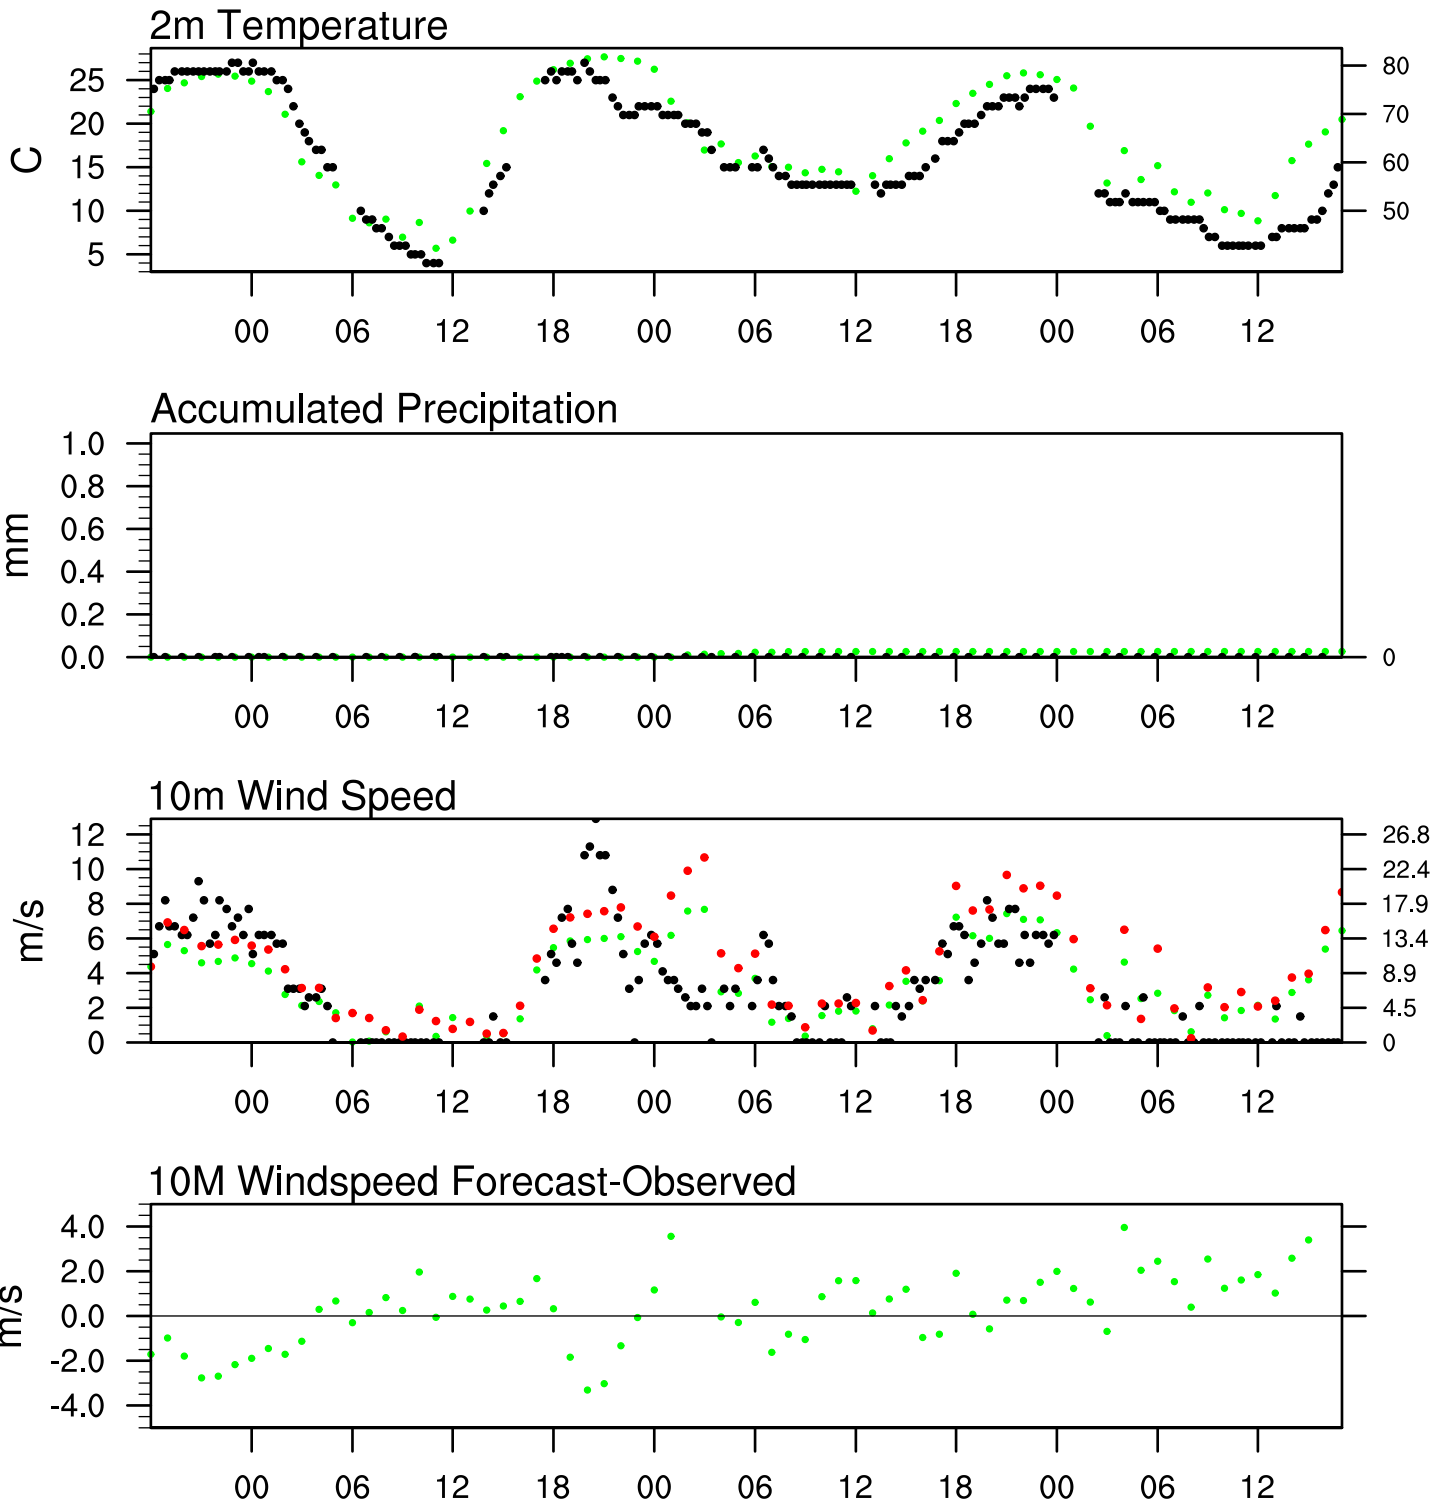 2m Temperature
25
20
15
10
5
C
80
70
60
50
00 06 12 18 00 06 12 18 00 06 12
Accumulated Precipitation
1.0
0.8
0.6
0.4
0.2
0.0
mm
0
00 06 12 18 00 06 12 18 00 06 12
10m Wind Speed
12
10
8
6
4
2
0
m/s
26.8
22.4
17.9
13.4
8.9
4.5
0
00 06 12 18 00 06 12 18 00 06 12
10M Windspeed Forecast-Observed
4.0
2.0
0.0
-2.0
-4.0
m/s
00 06 12 18 00 06 12 18 00 06 12